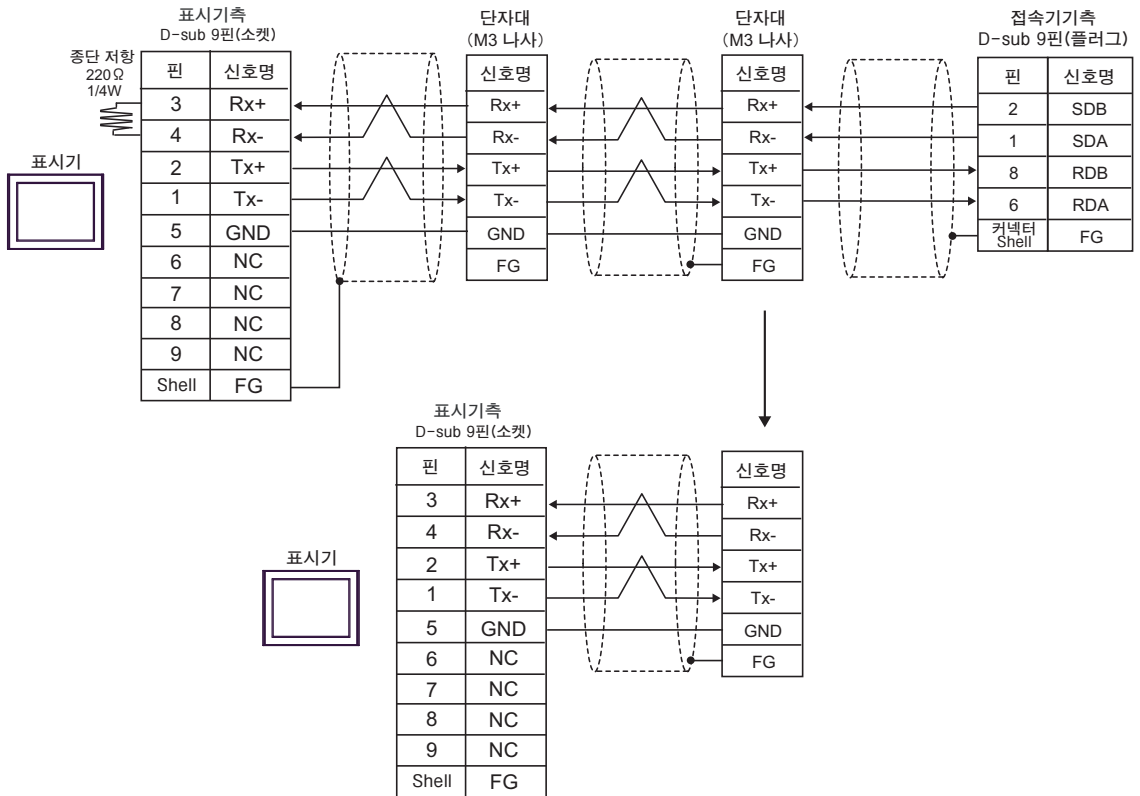 표시기측
D-sub 9핀(소켓)
단자대
(M3 나사)
단자대
(M3 나사)
접속기기측
D-sub 9핀(플러그)
종단 저항
220Ω
1/4W
표시기
핀 신호명
3 Rx+
4 Rx-
2 Tx+
1 Tx-
5 GND
6 NC
7 NC
8 NC
9 NC
Shell FG
신호명
Rx+
Rx-
Tx+
Tx-
GND
FG
신호명
Rx+
Rx-
Tx+
Tx-
GND
FG
핀 신호명
2 SDB
1 SDA
8 RDB
6 RDA
커넥터
Shell FG
표시기측
D-sub 9핀(소켓)
표시기
핀 신호명
3 Rx+
4 Rx-
2 Tx+
1 Tx-
5 GND
6 NC
7 NC
8 NC
9 NC
Shell FG
신호명
Rx+
Rx-
Tx+
Tx-
GND
FG